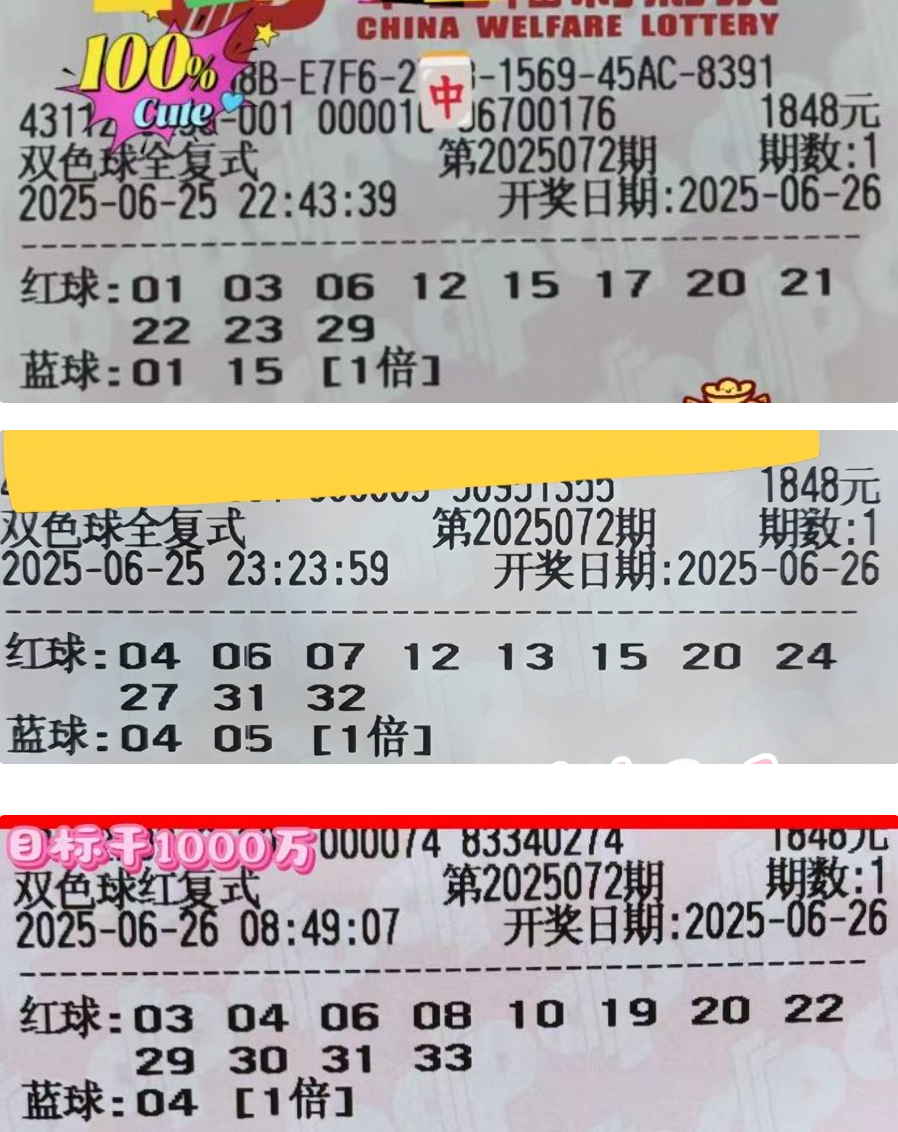 CHINA WELFARE LOTTERY
100%
Cute
8B-E7F6-2 中 -1569-45AC-8391
4311 -001 00001 06700176 1848元
双色球全复式 第2025072期 期数:1
2025-06-25 22:43:39 开奖日期:2025-06-26
红球:01 03 06 12 15 17 20 21
22 23 29
蓝球:01 15 [1倍]
1848元
双色球全复式 第2025072期 期数:1
2025-06-25 23:23:59 开奖日期:2025-06-26
红球:04 06 07 12 13 15 20 24
27 31 32
蓝球:04 05 [1倍]
目标干1000万 000074 83340274 1848元
双色球红复式 第2025072期 期数:1
2025-06-26 08:49:07 开奖日期:2025-06-26
红球:03 04 06 08 10 19 20 22
29 30 31 33
蓝球:04 [1倍]